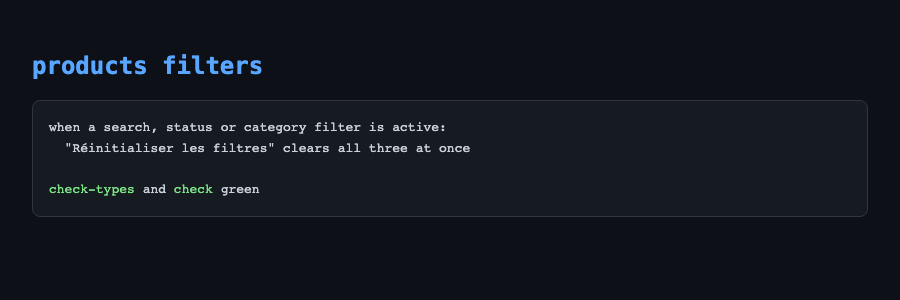 products filters
when a search, status or category filter is active:
"Réinitialiser les filtres" clears all three at once
check-types and check green